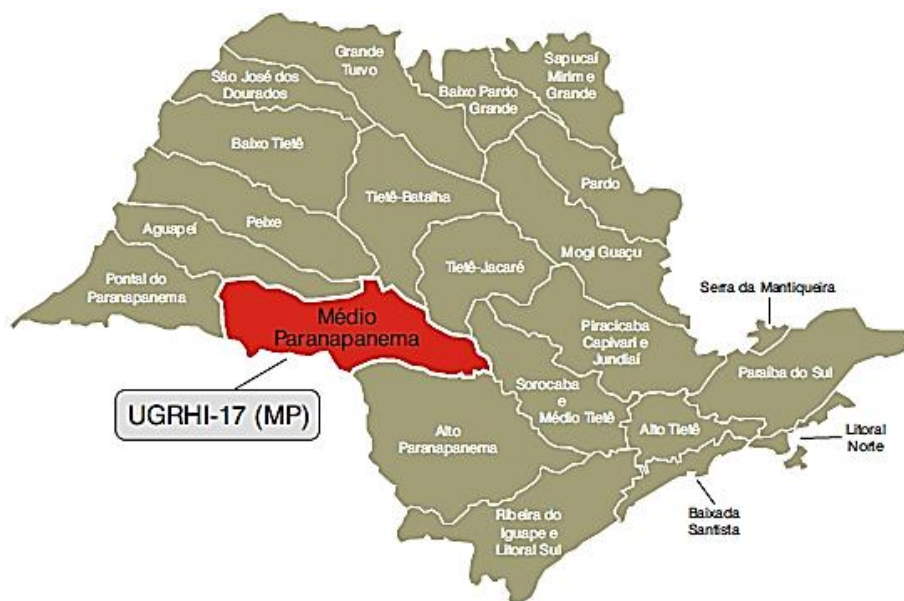 Grande
Turvo
Sapucaí
Mirim e
Grande
São José dos
Dourados
Baixo Pardo
Grande
Baixo Tietê
Pardo
Tietê-Batalha
Peixe
Aguapeí
Mogi Guaçu
Tietê-Jacaré
Pontal do
Paranapanema
Serra da Mantiqueira
Médio
Paranapanema
Piracicaba
Capivari e
Jundiaí
Paraíba do Sul
Sorocaba
e
Médio Tietê
UGRHI-17 (MP)
Alto
Paranapanema
Alto Tietê
Litoral
Norte
Baixada
Santista
Ribeira do
Iguape e
Litoral Sul